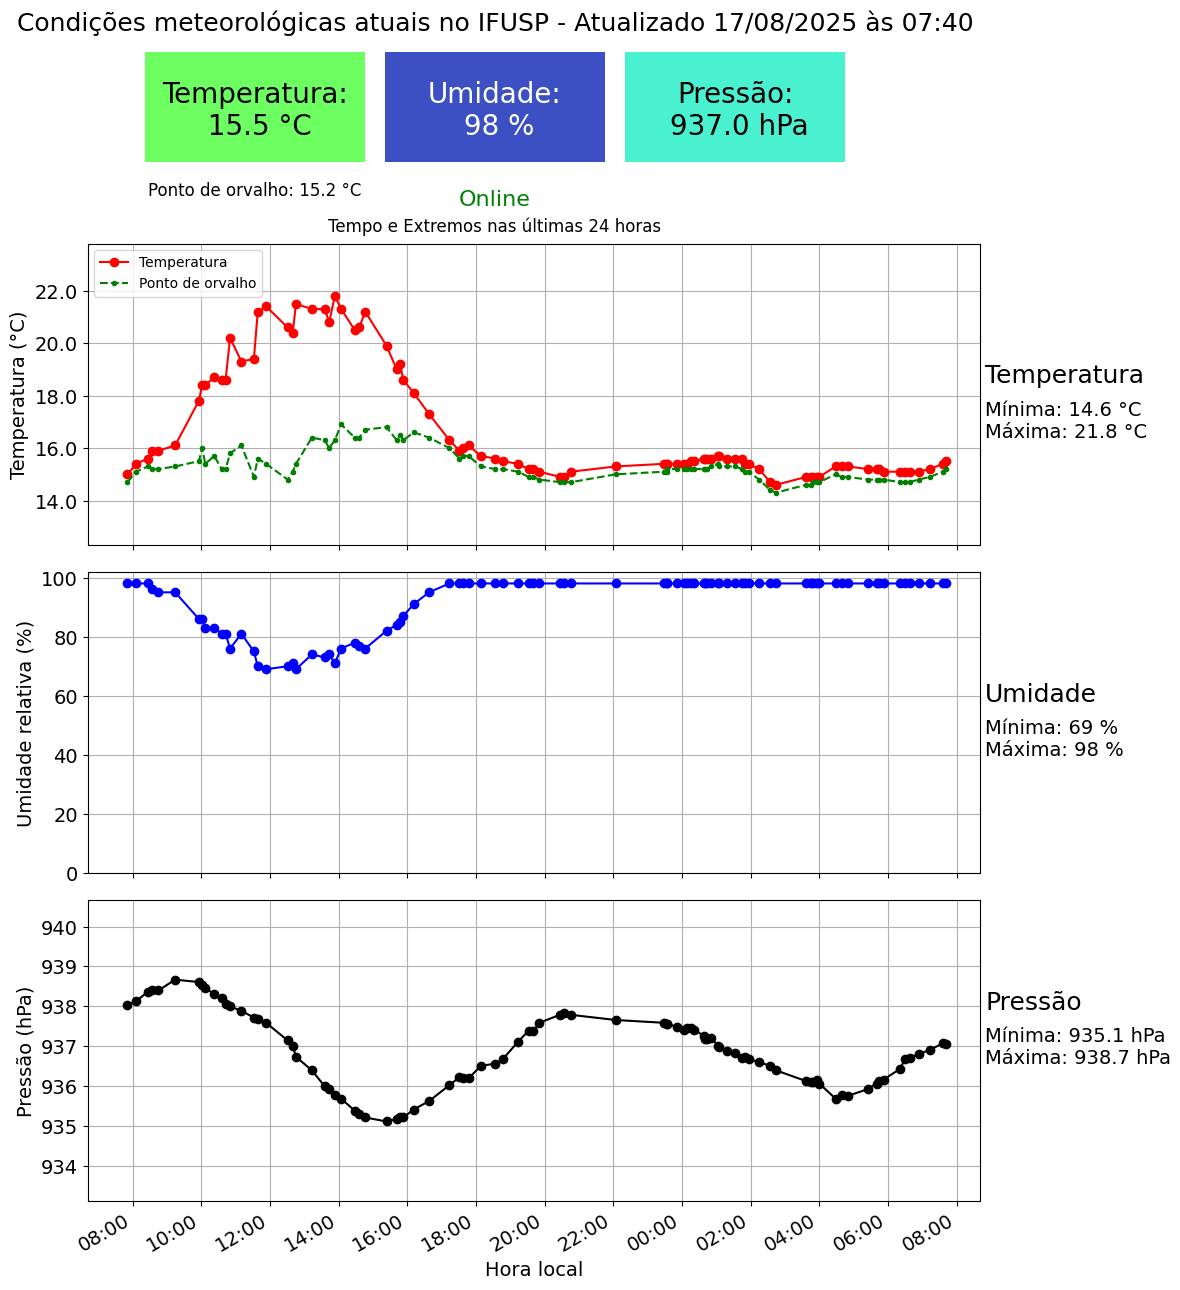 Condições meteorológicas atuais no IFUSP - Atualizado 17/08/2025 às 07:40
Temperatura:
15.5 °C
Umidade:
98 %
Pressão:
937.0 hPa
Ponto de orvalho: 15.2 °C
Online
Tempo e Extremos nas últimas 24 horas
Temperatura
Ponto de orvalho
Temperatura (°C)
22.0
20.0
18.0
16.0
14.0
Temperatura
Mínima: 14.6 °C
Máxima: 21.8 °C
Umidade relativa (%)
100
80
60
40
20
0
Umidade
Mínima: 69 %
Máxima: 98 %
Pressão (hPa)
940
939
938
937
936
935
934
Pressão
Mínima: 935.1 hPa
Máxima: 938.7 hPa
08:00 10:00 12:00 14:00 16:00 18:00 20:00 22:00 00:00 02:00 04:00 06:00 08:00
Hora local